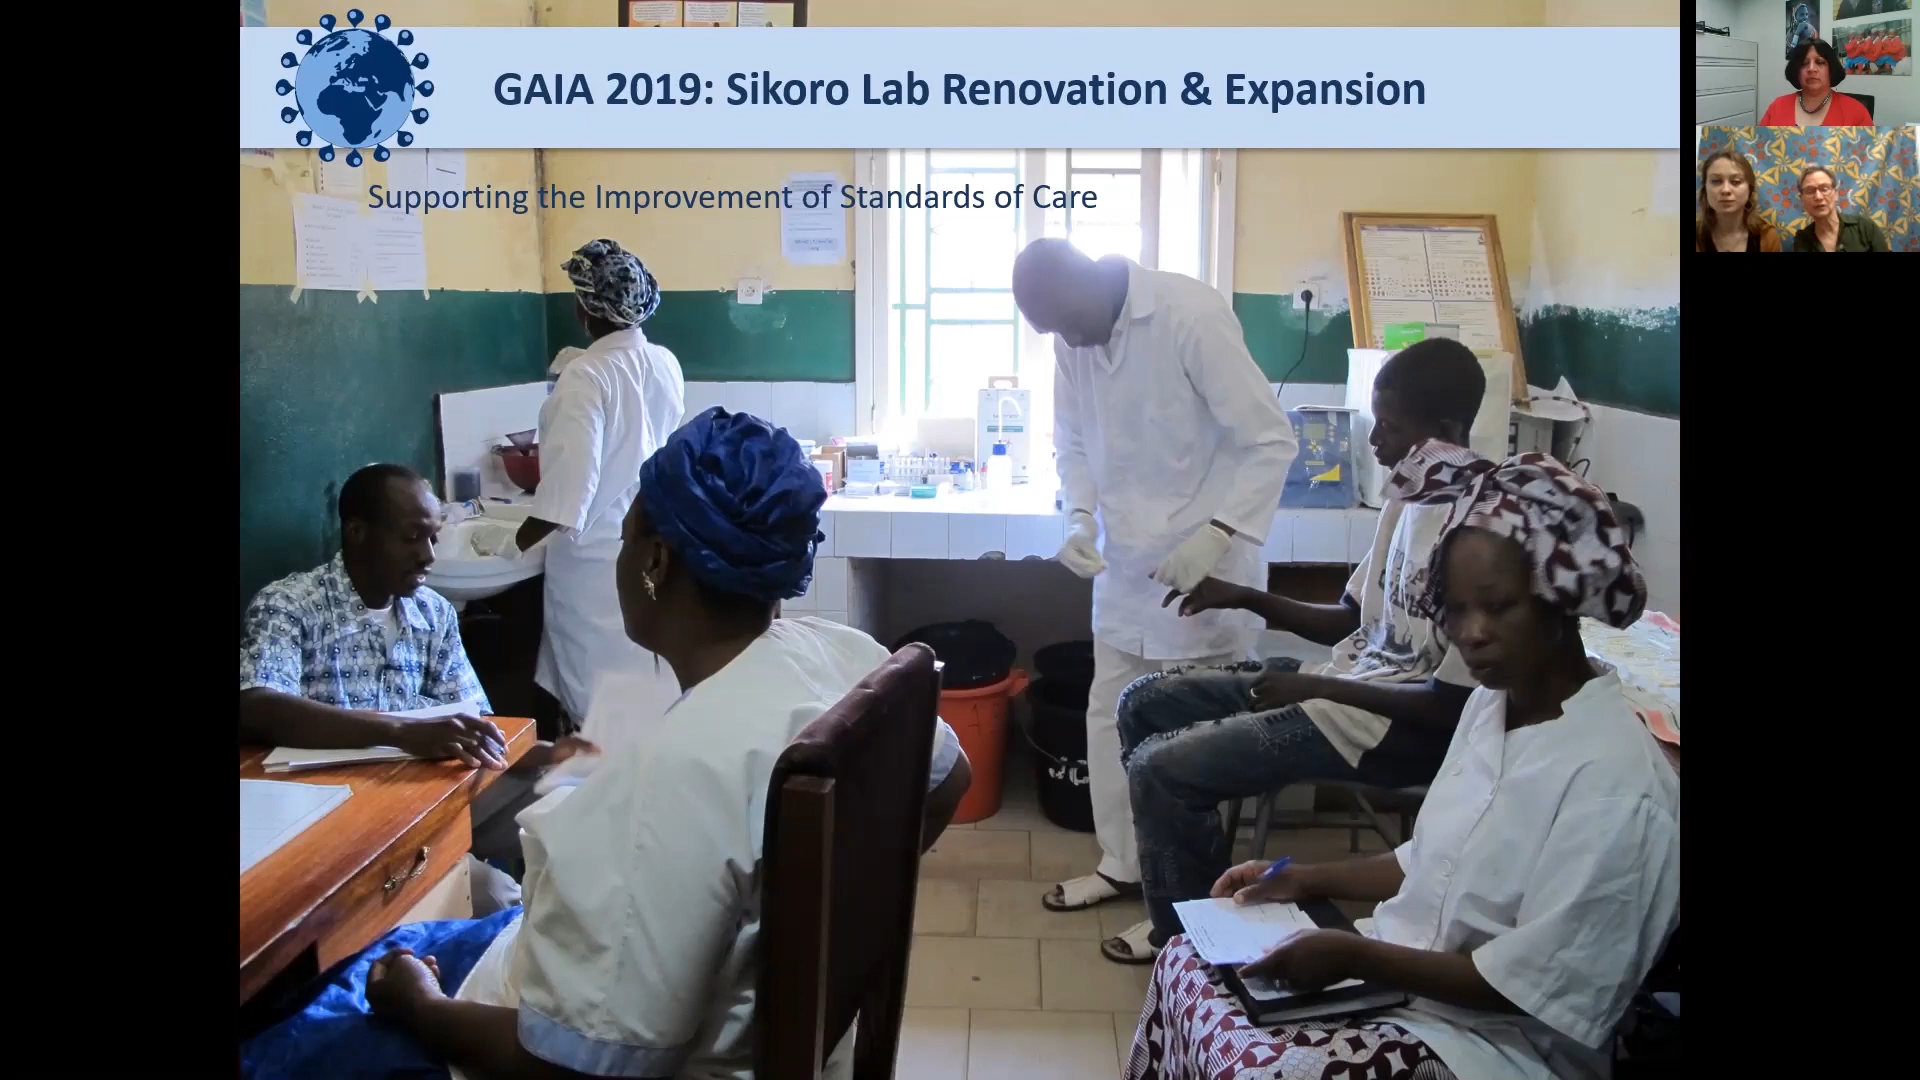 GAIA 2019: Sikoro Lab Renovation & Expansion
Supporting the Improvement of Standards of Care